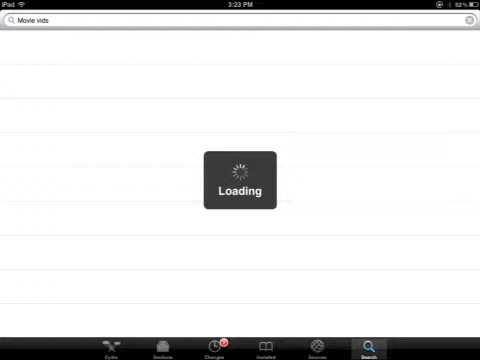 iPad 3:23 PM 52%
Movie vids
Loading
Cydia Sections Changes Installed Sources Search